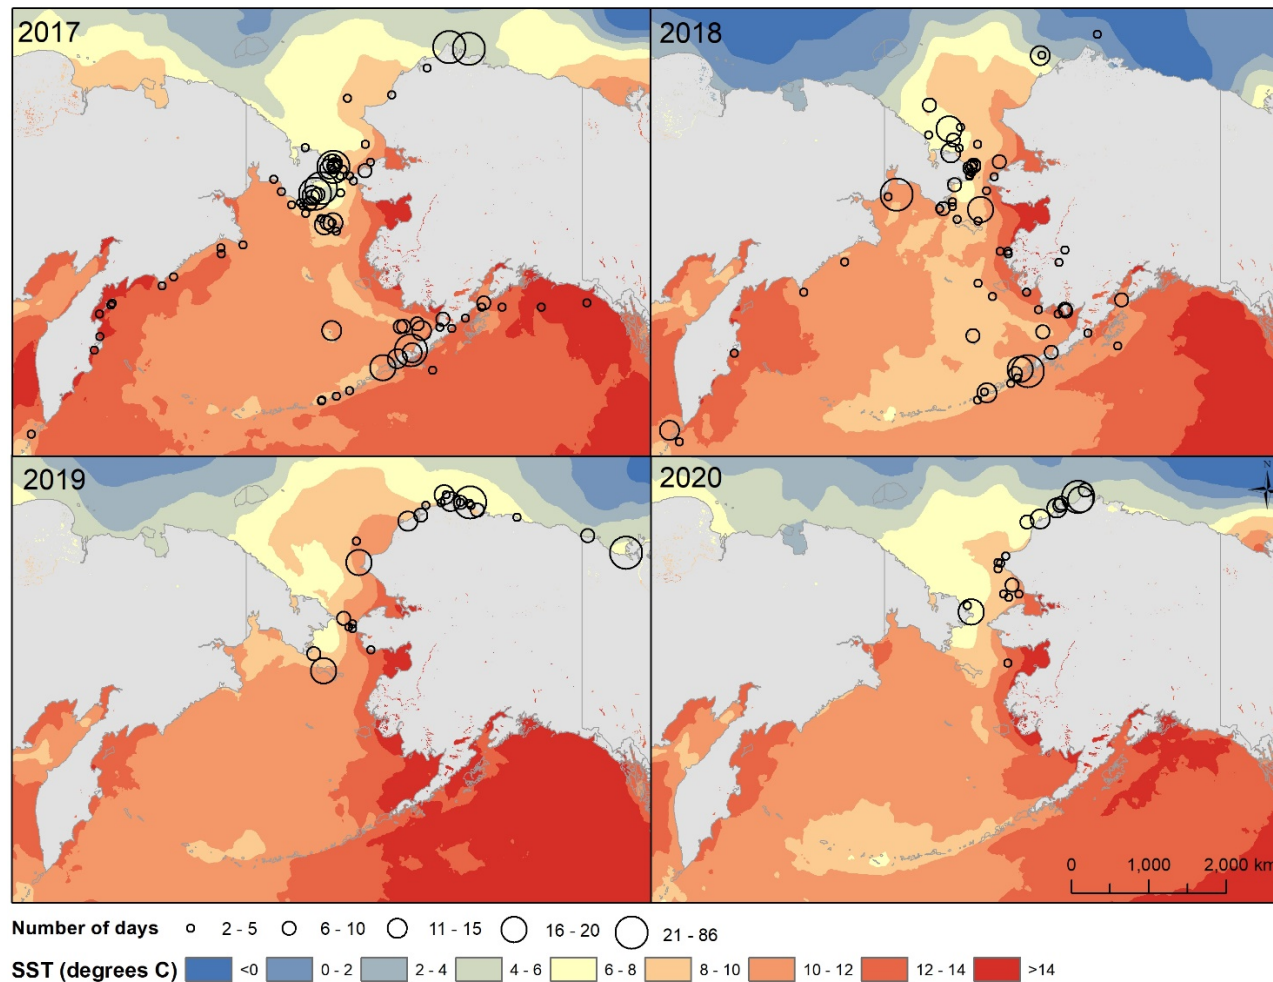 2017
2018
2019
2020
N
0 1,000 2,000 km
Number of days 2 - 5 6 - 10 11 - 15 16 - 20 21 - 86
SST (degrees C) <0 0 - 2 2 - 4 4 - 6 6 - 8 8 - 10 10 - 12 12 - 14 >14